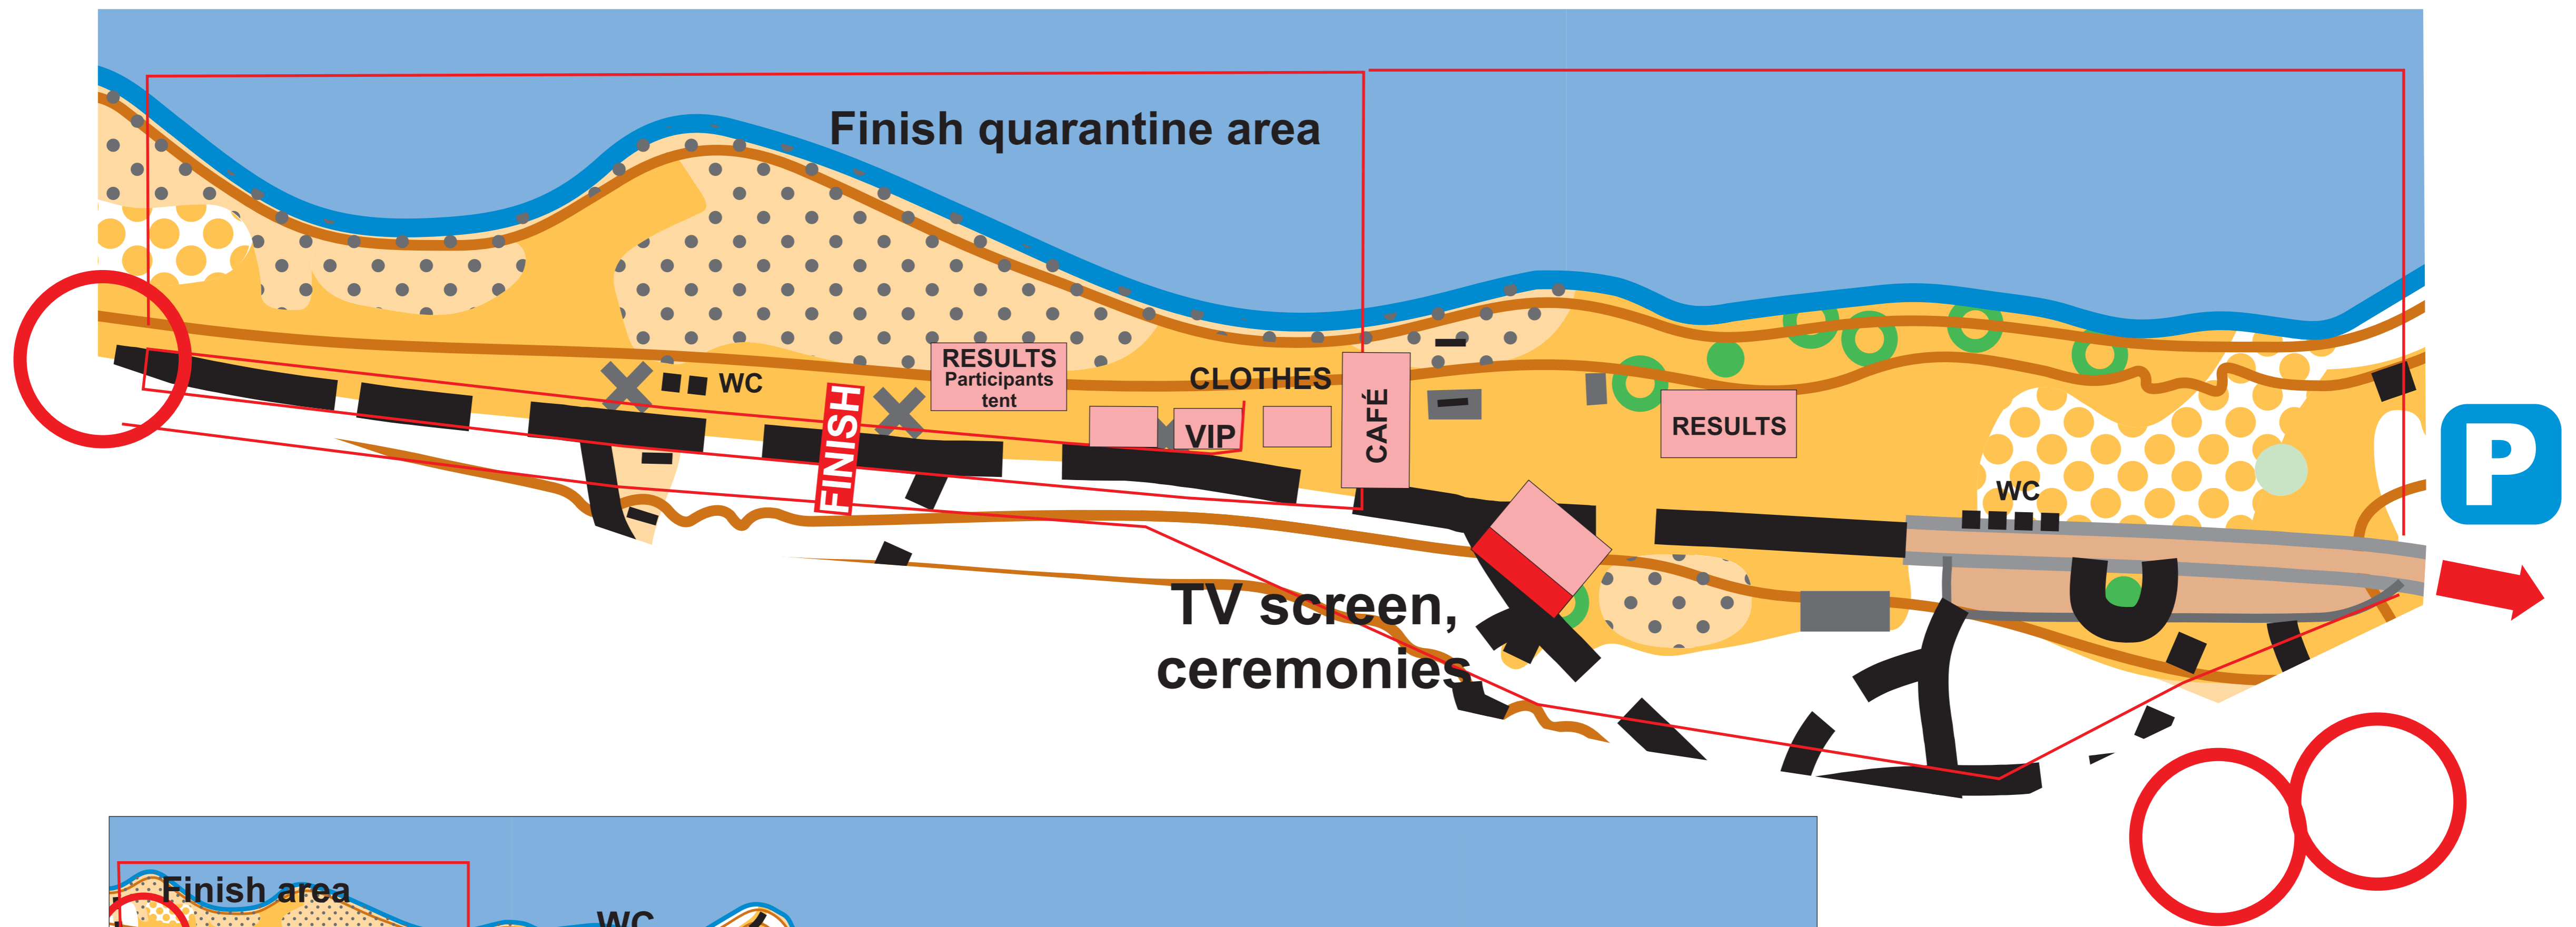 Finish quarantine area
RESULTS
Participants
tent
WC
CLOTHES
FINISH
VIP
CAFÉ
RESULTS
P
WC
TV screen,
ceremonies
Finish area
WC